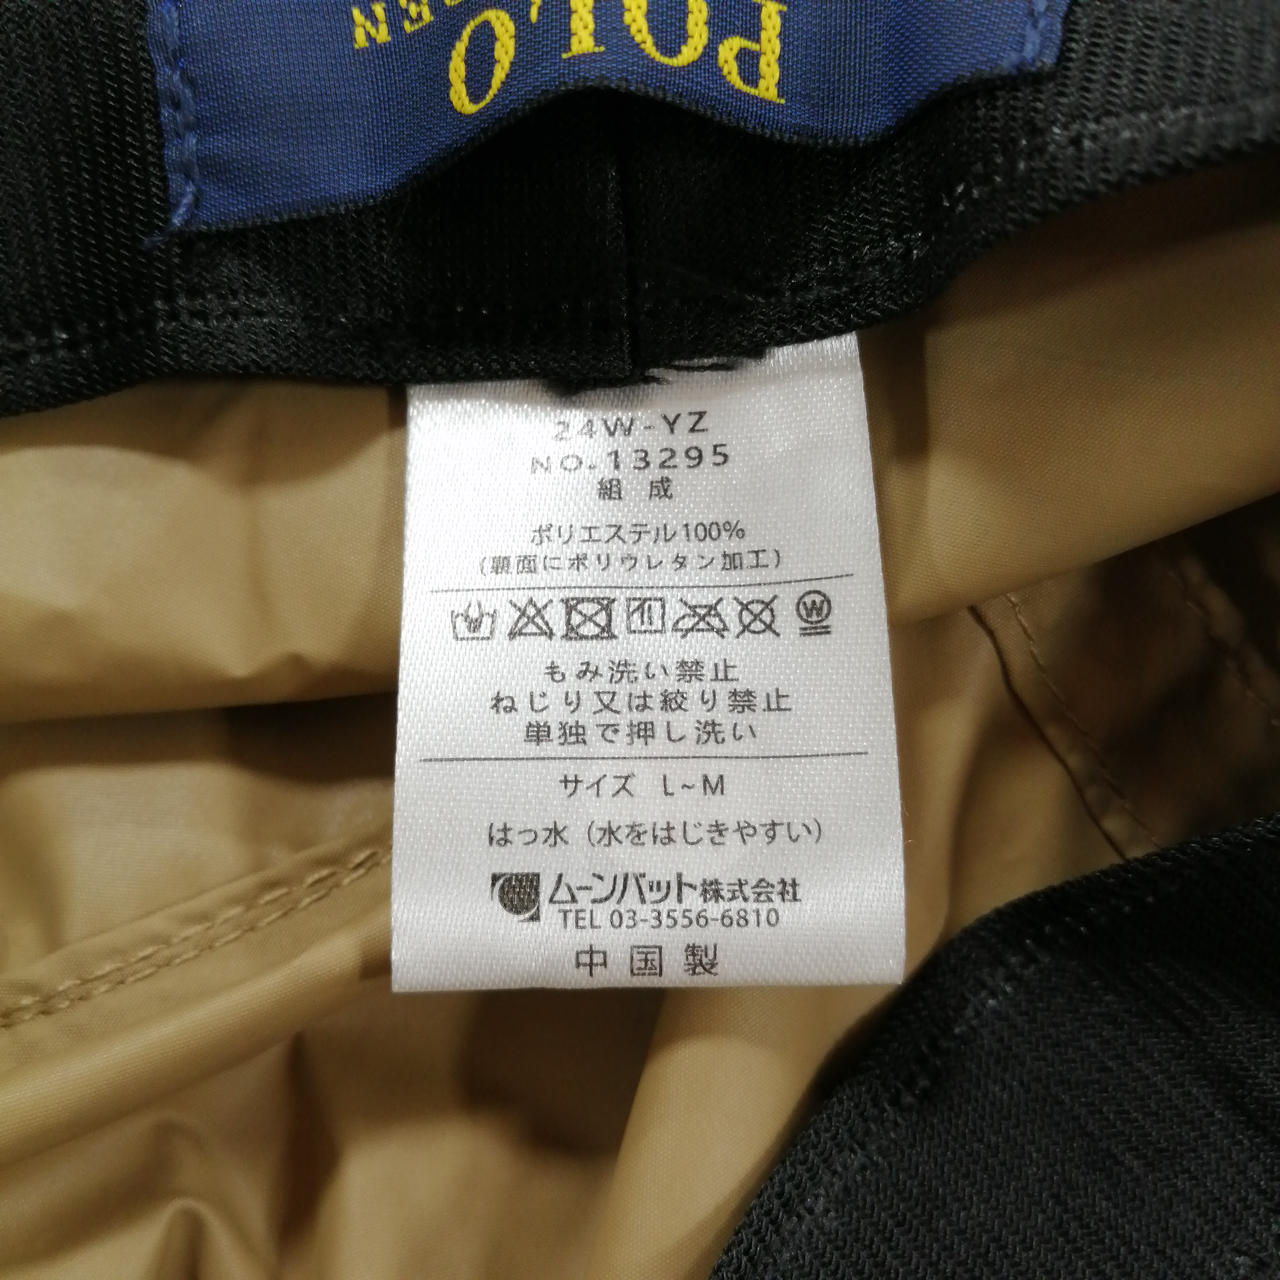 POLO
24W-YZ
NO.13295
組 成
ポリエステル100%
(裏面にポリウレタン加工)
W
もみ洗い禁止
ねじり又は絞り禁止
単独で押し洗い
サイズ L~M
はっ水（水をはじきやすい）
ムーンバット株式会社
TEL 03-3556-6810
中国製